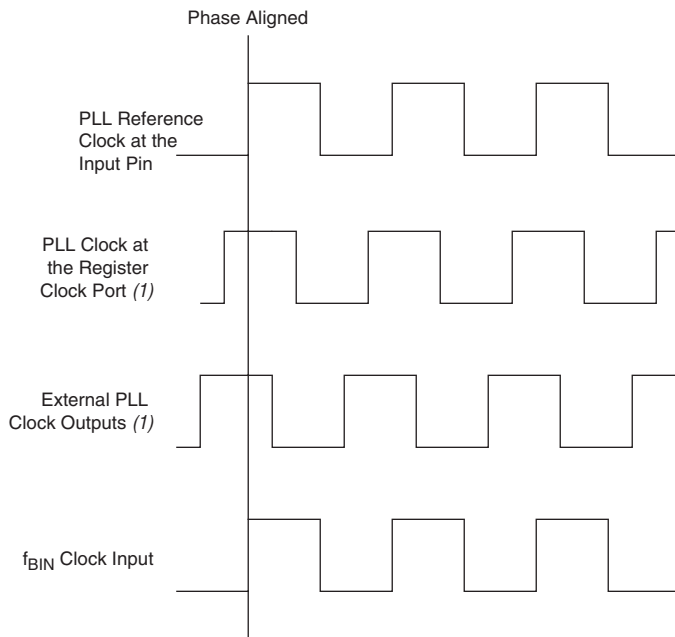 Phase Aligned
PLL Reference
Clock at the
Input Pin
PLL Clock at
the Register
Clock Port (1)
External PLL
Clock Outputs (1)
fBIN Clock Input